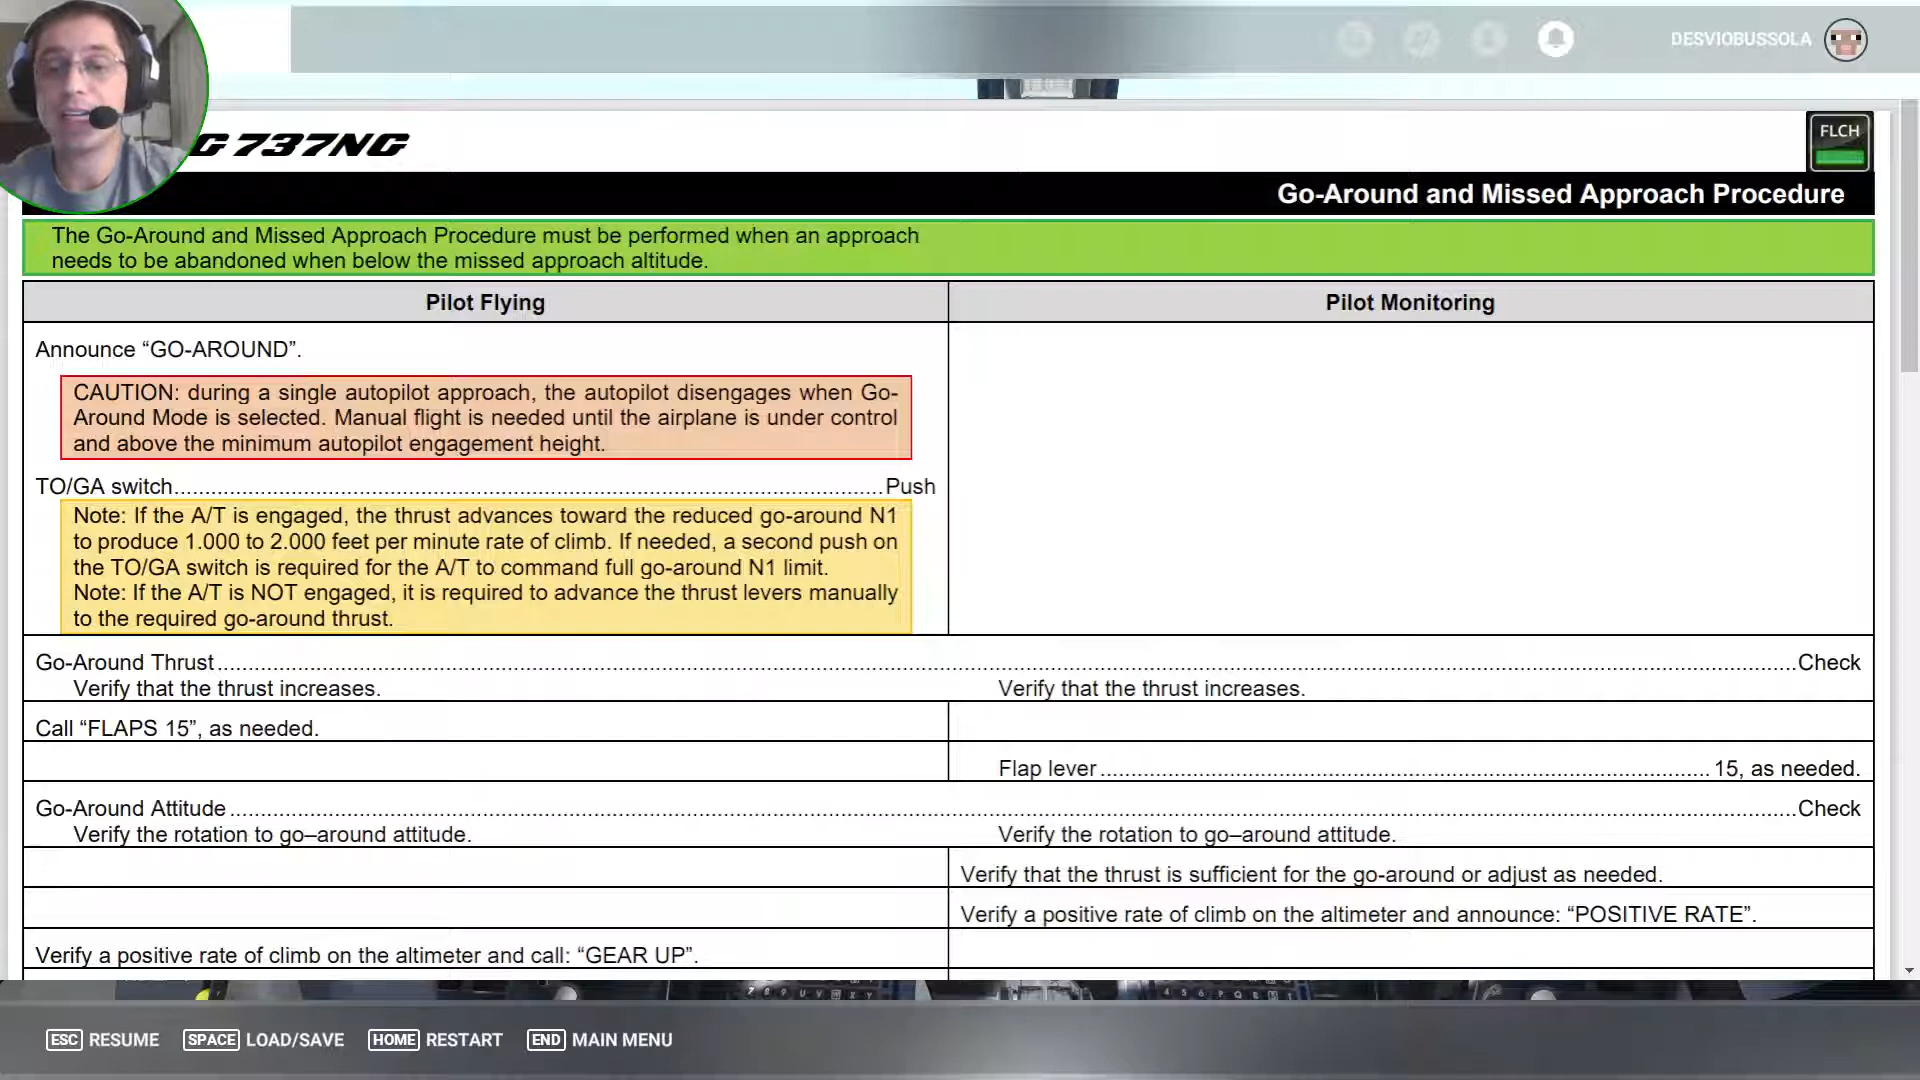 DESVIOBUSSOLA
737NG
FLCH
Go-Around and Missed Approach Procedure
The Go-Around and Missed Approach Procedure must be performed when an approach
needs to be abandoned when below the missed approach altitude.
Pilot Flying
Pilot Monitoring
Announce “GO-AROUND”.
CAUTION: during a single autopilot approach, the autopilot disengages when Go-
Around Mode is selected. Manual flight is needed until the airplane is under control
and above the minimum autopilot engagement height.
TO/GA switch Push
Note: If the A/T is engaged, the thrust advances toward the reduced go-around N1
to produce 1.000 to 2.000 feet per minute rate of climb. If needed, a second push on
the TO/GA switch is required for the A/T to command full go-around N1 limit.
Note: If the A/T is NOT engaged, it is required to advance the thrust levers manually
to the required go-around thrust.
Go-Around Thrust Check
Verify that the thrust increases.
Verify that the thrust increases.
Call “FLAPS 15”, as needed.
Flap lever 15, as needed.
Go-Around Attitude Check
Verify the rotation to go–around attitude.
Verify the rotation to go–around attitude.
Verify that the thrust is sufficient for the go-around or adjust as needed.
Verify a positive rate of climb on the altimeter and announce: “POSITIVE RATE”.
Verify a positive rate of climb on the altimeter and call: “GEAR UP”.
ESC RESUME SPACE LOAD/SAVE HOME RESTART END MAIN MENU